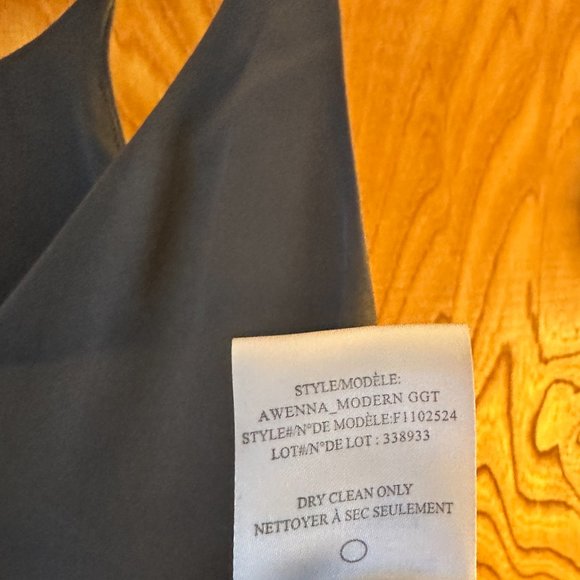 STYLE/MODÈLE:
AWENNA_MODERN GGT
STYLE#/N°DE MODÈLE:F1102524
LOT#/N°DE LOT : 338933
DRY CLEAN ONLY
NETTOYER À SEC SEULEMENT